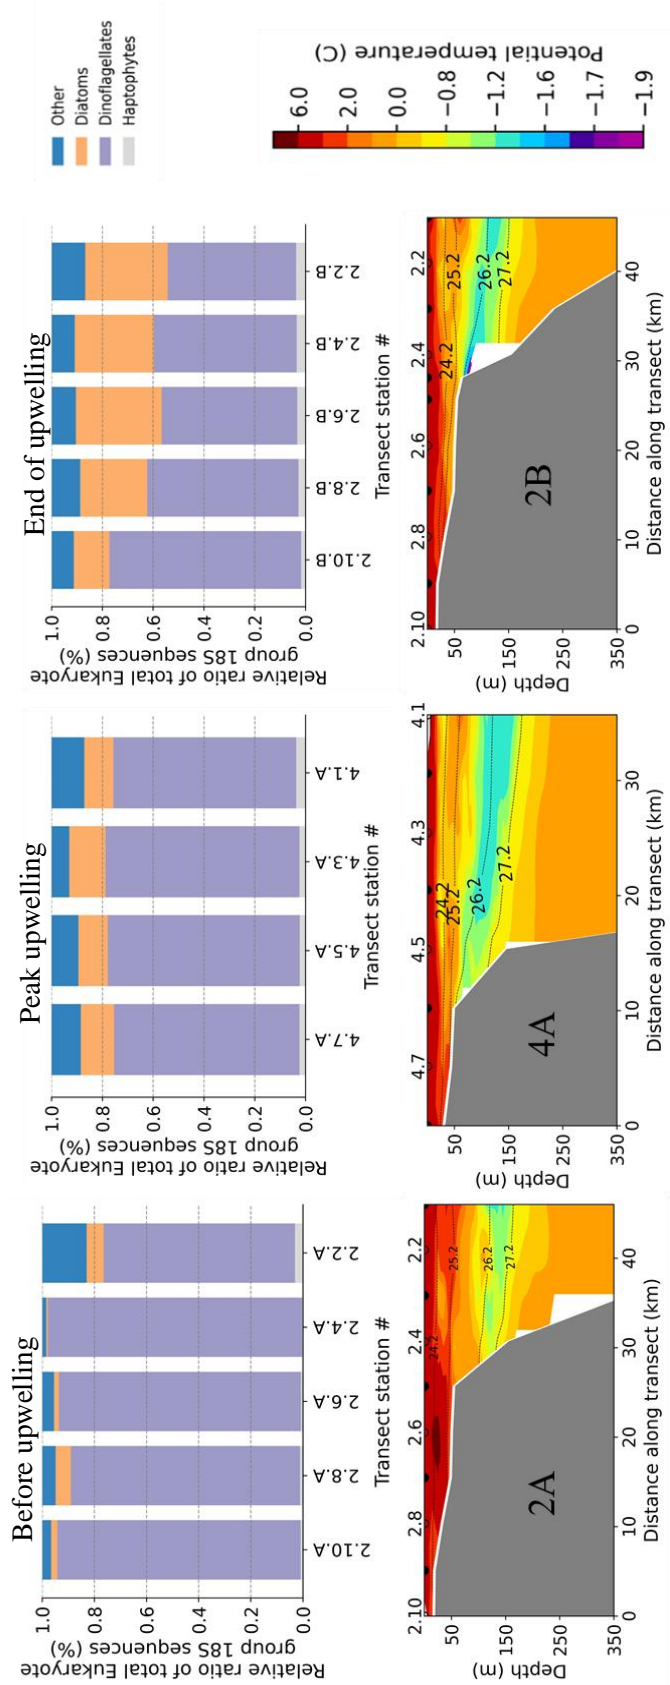 Before upwelling
1.0
0.8
0.6
0.4
0.2
0.0
Relative ratio of total Eukaryote
group 18S sequences (%)
2.10.A 2.8.A 2.6.A 2.4.A 2.2.A
Transect station #
Peak upwelling
1.0
0.8
0.6
0.4
0.2
0.0
Relative ratio of total Eukaryote
group 18S sequences (%)
4.7.A 4.5.A 4.3.A 4.1.A
Transect station #
End of upwelling
1.0
0.8
0.6
0.4
0.2
0.0
Relative ratio of total Eukaryote
group 18S sequences (%)
2.10.B 2.8.B 2.6.B 2.4.B 2.2.B
Transect station #
Other
Diatoms
Dinoflagellates
Haptophytes
2.10 2.8 2.6 2.4 2.2
24.2
25.2
26.2
27.2
50
150
250
350
Depth (m)
2A
0 10 20 30 40
Distance along transect (km)
4.7 4.5 4.3 4.1
24.2
25.2
26.2
27.2
50
150
250
350
Depth (m)
4A
0 10 20 30
Distance along transect (km)
2.10 2.8 2.6 2.4 2.2
24.2
25.2
26.2
27.2
50
150
250
350
Depth (m)
2B
0 10 20 30 40
Distance along transect (km)
6.0
2.0
0.0
−0.8
−1.2
−1.6
−1.7
−1.9
Potential temperature (C)